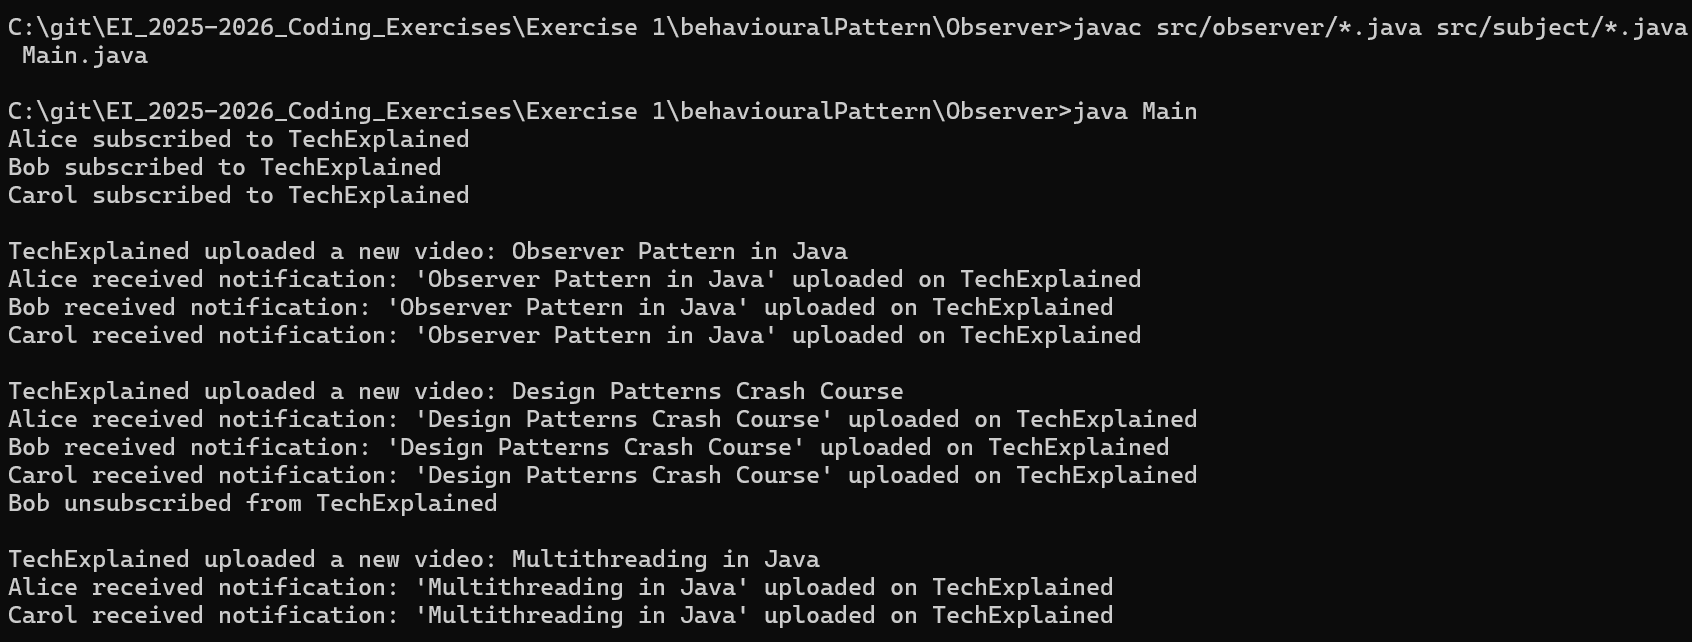 C:\git\EI_2025-2026_Coding_Exercises\Exercise 1\behaviouralPattern\Observer>javac src/observer/*.java src/subject/*.java
 Main.java
C:\git\EI_2025-2026_Coding_Exercises\Exercise 1\behaviouralPattern\Observer>java Main
Alice subscribed to TechExplained
Bob subscribed to TechExplained
Carol subscribed to TechExplained
TechExplained uploaded a new video: Observer Pattern in Java
Alice received notification: 'Observer Pattern in Java' uploaded on TechExplained
Bob received notification: 'Observer Pattern in Java' uploaded on TechExplained
Carol received notification: 'Observer Pattern in Java' uploaded on TechExplained
TechExplained uploaded a new video: Design Patterns Crash Course
Alice received notification: 'Design Patterns Crash Course' uploaded on TechExplained
Bob received notification: 'Design Patterns Crash Course' uploaded on TechExplained
Carol received notification: 'Design Patterns Crash Course' uploaded on TechExplained
Bob unsubscribed from TechExplained
TechExplained uploaded a new video: Multithreading in Java
Alice received notification: 'Multithreading in Java' uploaded on TechExplained
Carol received notification: 'Multithreading in Java' uploaded on TechExplained